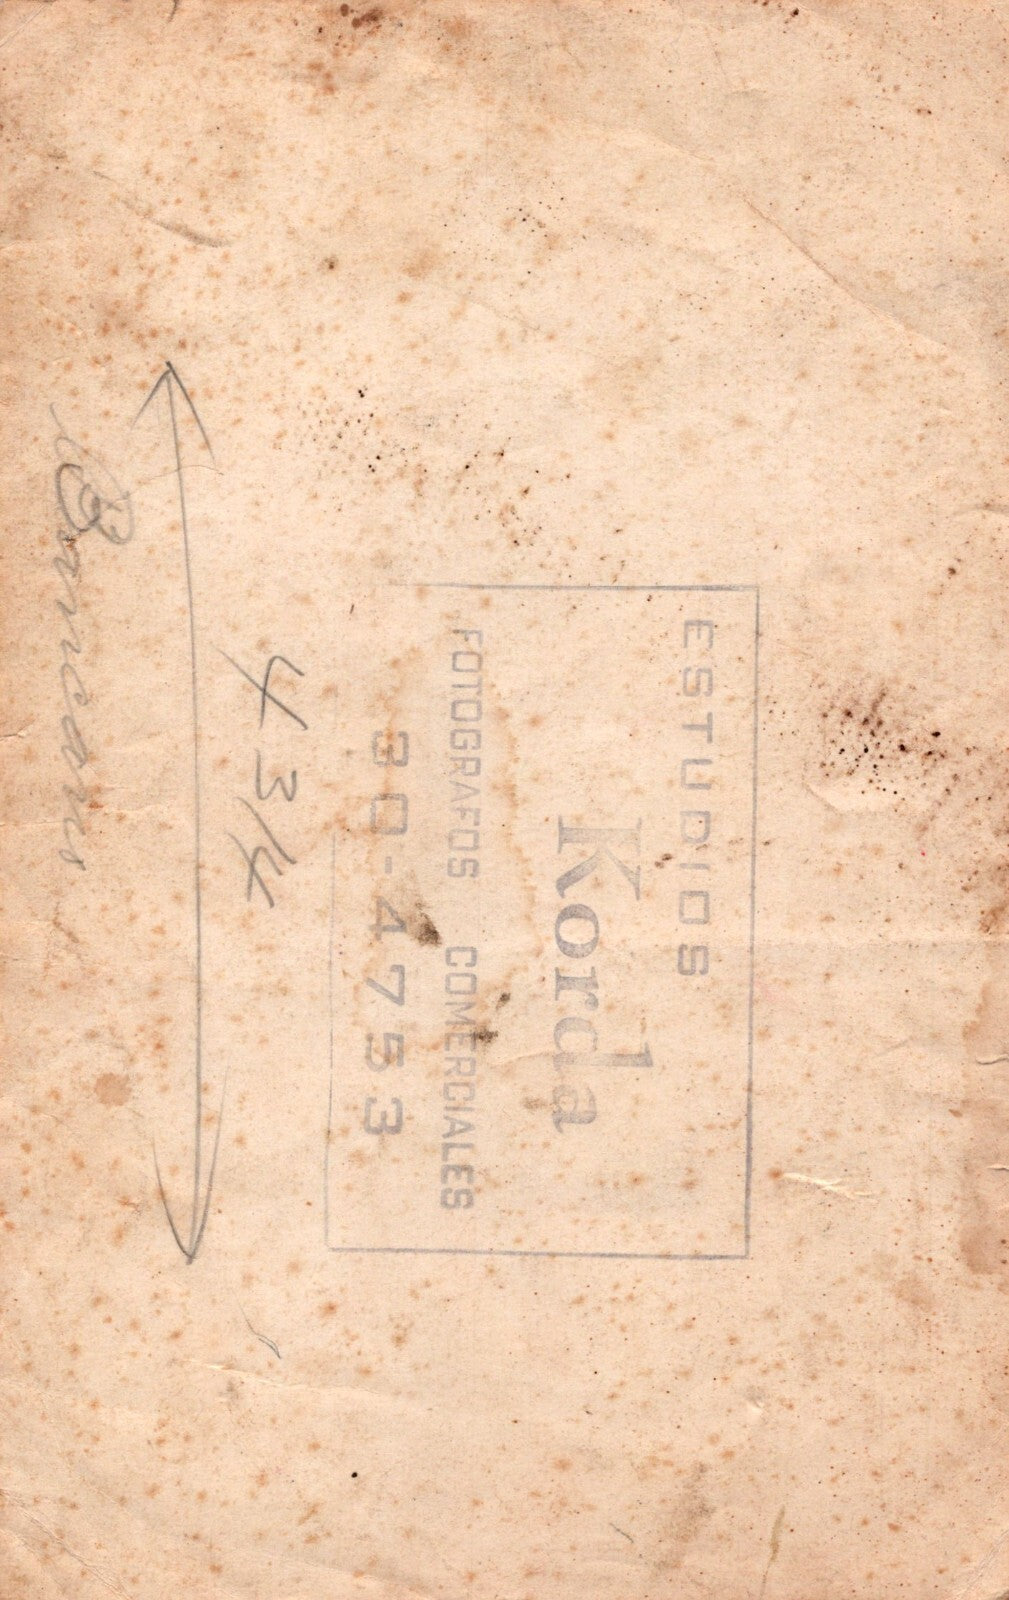 ESTUDIOS
Korda
FOTOGRAFOS COMERCIALES
30-4753
4 3/4